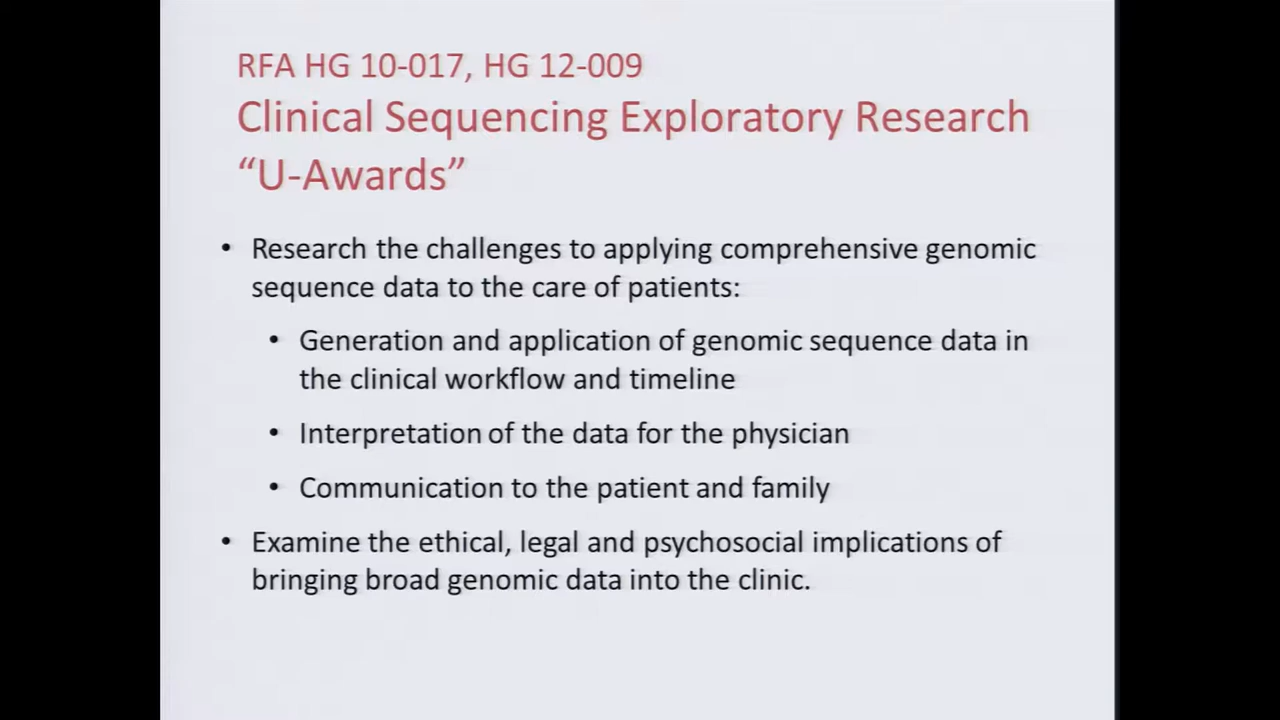 RFA HG 10-017, HG 12-009
Clinical Sequencing Exploratory Research
“U-Awards”
• Research the challenges to applying comprehensive genomic
sequence data to the care of patients:
• Generation and application of genomic sequence data in
the clinical workflow and timeline
• Interpretation of the data for the physician
• Communication to the patient and family
• Examine the ethical, legal and psychosocial implications of
bringing broad genomic data into the clinic.